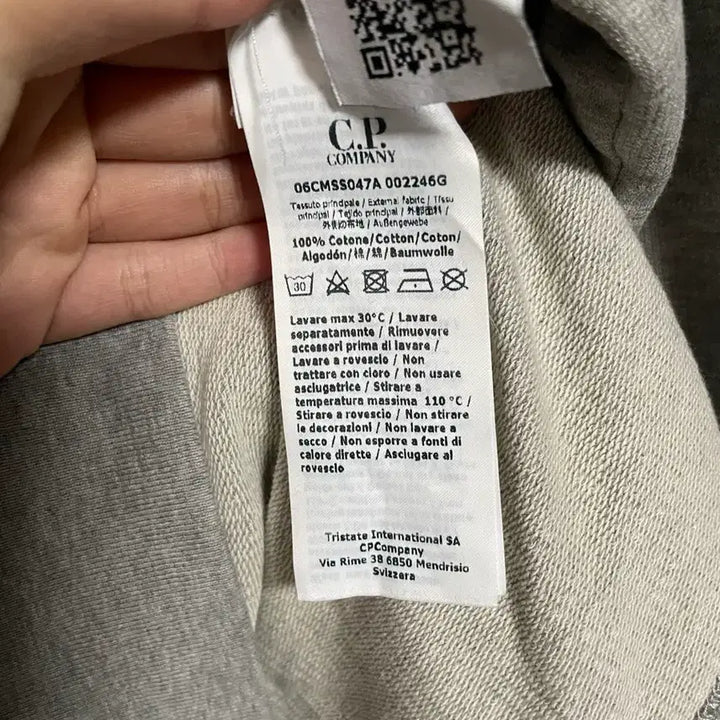 C.P.
COMPANY
06CMSS047A 002246G
Tessuto principale / External fabric / Tissu
principal / Tejido principal / 外部面料 /
外側の布地 / Außengewebe
100% Cotone/Cotton/Coton/
Algodón/棉/綿/Baumwolle
30
Lavare max 30°C / Lavare
separatamente / Rimuovere
accessori prima di lavare /
Lavare a rovescio / Non
trattare con cloro / Non usare
asciugatrice / Stirare a
temperatura massima 110 °C /
Stirare a rovescio / Non stirare
le decorazioni / Non lavare a
secco / Non esporre a fonti di
calore dirette / Asciugare al
rovescio
Tristate International SA
CPCompany
Via Rime 38 6850 Mendrisio
Svizzera